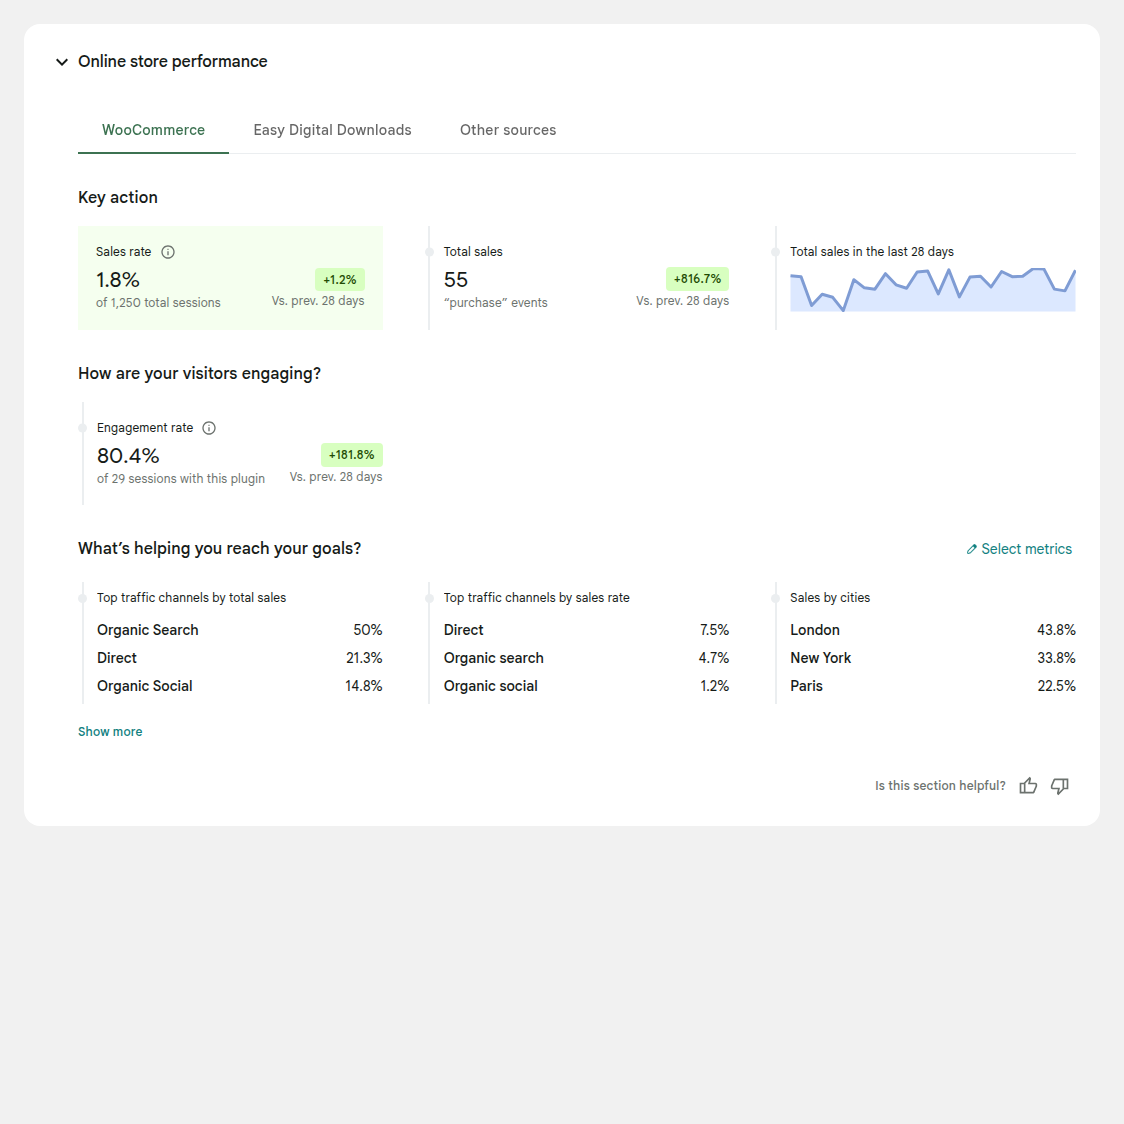 Online store performance
WooCommerce
Easy Digital Downloads
Other sources
Key action
Sales rate
1.8%
+1.2%
of 1,250 total sessions
Vs. prev. 28 days
Total sales
55
+816.7%
“purchase” events
Vs. prev. 28 days
Total sales in the last 28 days
How are your visitors engaging?
Engagement rate
80.4%
+181.8%
of 29 sessions with this plugin
Vs. prev. 28 days
What’s helping you reach your goals?
Select metrics
Top traffic channels by total sales
Organic Search 50%
Direct 21.3%
Organic Social 14.8%
Top traffic channels by sales rate
Direct 7.5%
Organic search 4.7%
Organic social 1.2%
Sales by cities
London 43.8%
New York 33.8%
Paris 22.5%
Show more
Is this section helpful?